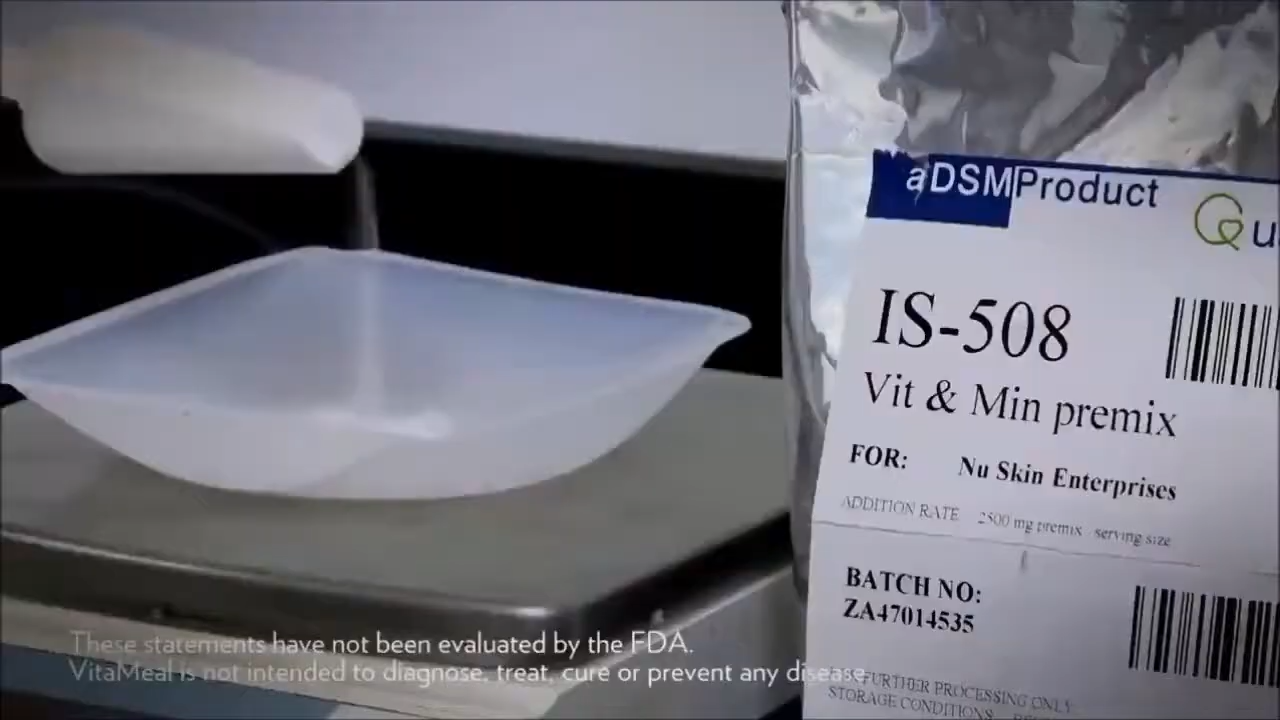 aDSMProduct
Qu
IS-508
Vit & Min premix
FOR: Nu Skin Enterprises
ADDITION RATE 2500 mg premix serving size
BATCH NO:
ZA47014535
FURTHER PROCESSING ONLY
STORAGE CONDITIONS
These statements have not been evaluated by the FDA.
VitaMeal is not intended to diagnose, treat, cure or prevent any disease.